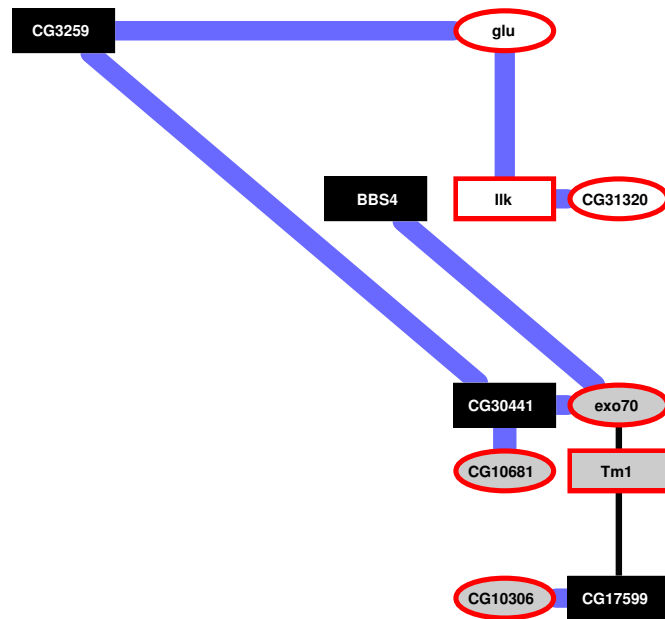 CG3259
glu
BBS4
Ilk
CG31320
CG30441
exo70
CG10681
Tm1
CG10306
CG17599